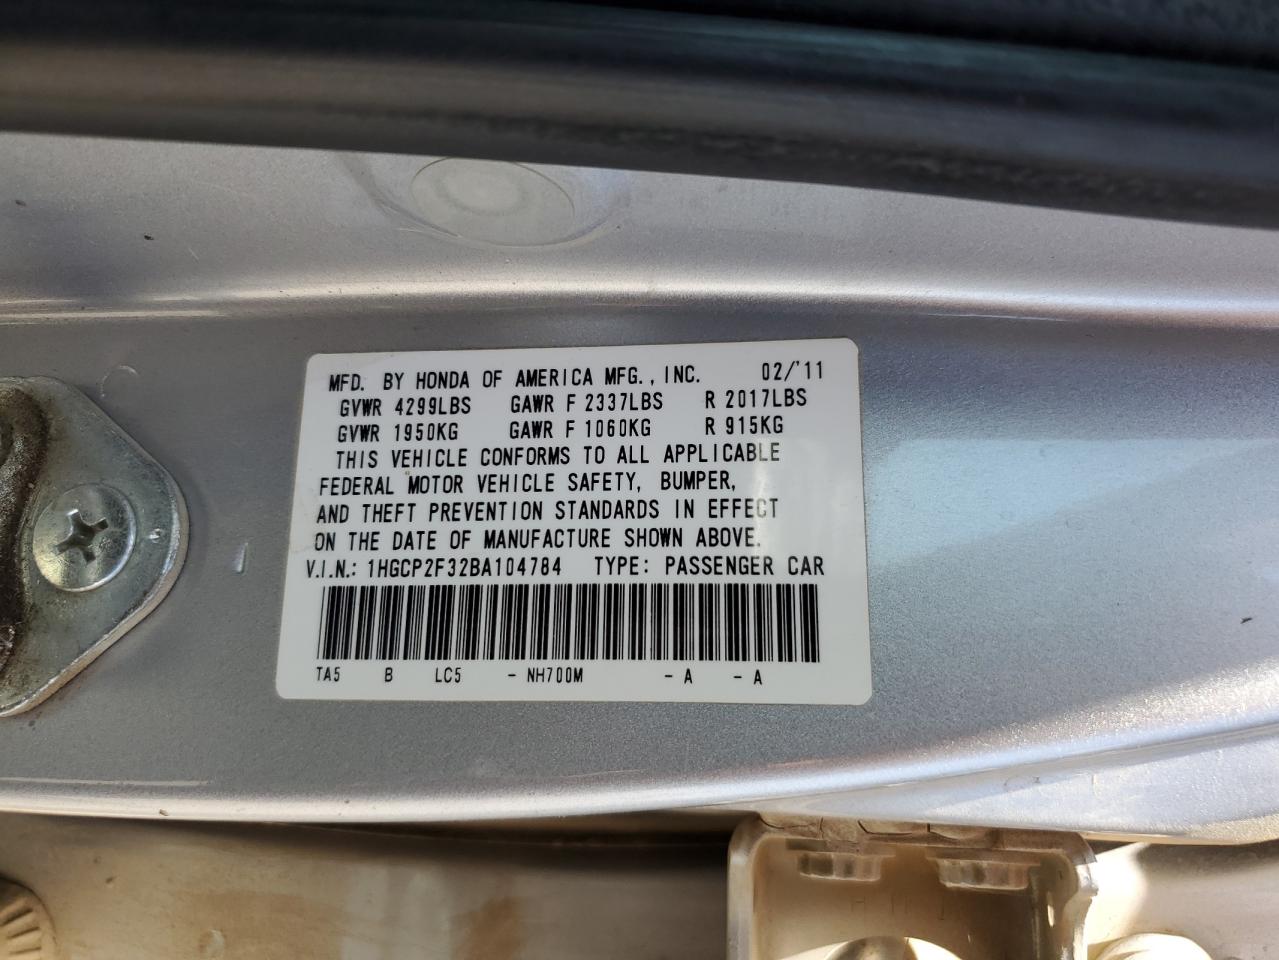 MFD. BY HONDA OF AMERICA MFG., INC. 02/'11
GVWR 4299LBS GAWR F 2337LBS R 2017LBS
GVWR 1950KG GAWR F 1060KG R 915KG
THIS VEHICLE CONFORMS TO ALL APPLICABLE
FEDERAL MOTOR VEHICLE SAFETY, BUMPER,
AND THEFT PREVENTION STANDARDS IN EFFECT
ON THE DATE OF MANUFACTURE SHOWN ABOVE.
V.I.N.: 1HGCP2F32BA104784 TYPE: PASSENGER CAR
TA5 B LC5 - NH700M - A - A